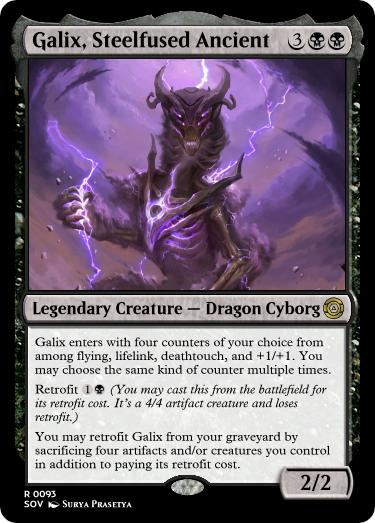 Galix, Steelfused Ancient 3
Legendary Creature — Dragon Cyborg
Galix enters with four counters of your choice from
among flying, lifelink, deathtouch, and +1/+1. You
may choose the same kind of counter multiple times.
Retrofit 1 (You may cast this from the battlefield for
its retrofit cost. It's a 4/4 artifact creature and loses
retrofit.)
You may retrofit Galix from your graveyard by
sacrificing four artifacts and/or creatures you control
in addition to paying its retrofit cost.
2/2
R 0093
SOV Surya Prasetya